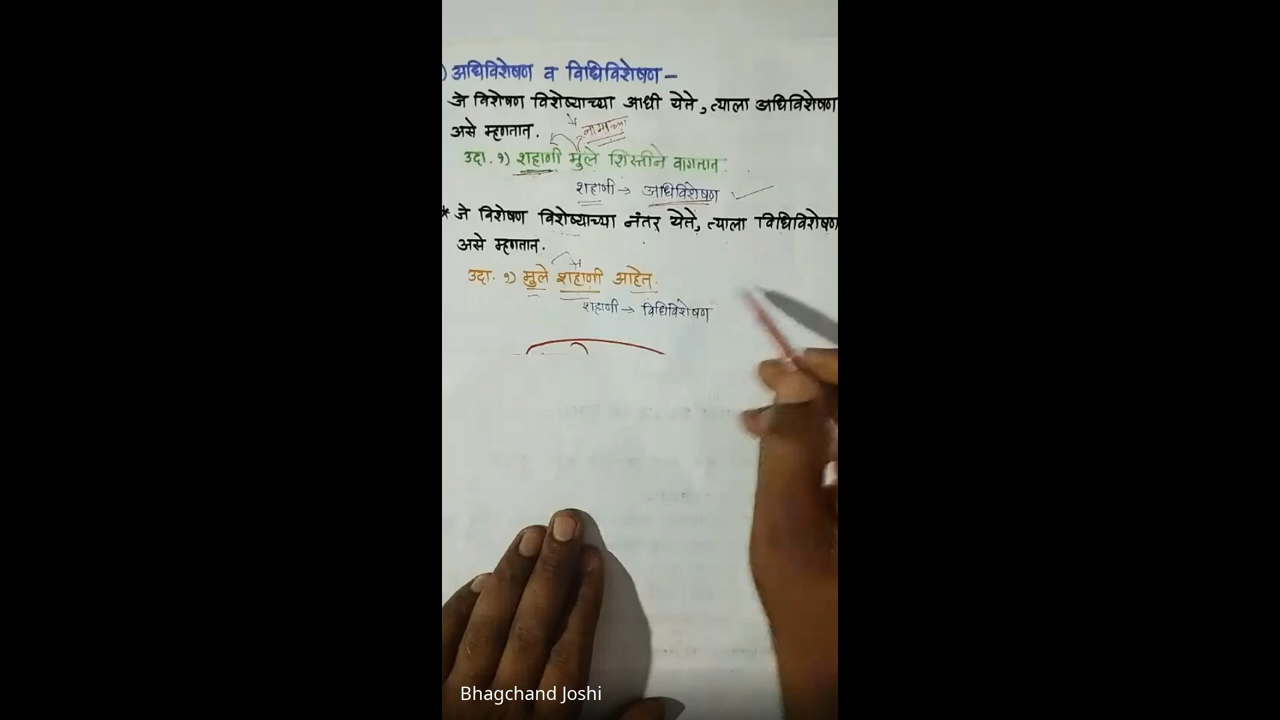 ) अधिविशेषण व विधिविशेषण -
जे विशेषण विशेष्याच्या आधी येते, त्याला अधिविशेषण
असे म्हणतात.
नामाच्या
उदा. १) शहाणी मुले शिस्तीने वागतात.
शहाणी → अधिविशेषण
* जे विशेषण विशेष्याच्या नंतर येते, त्याला विधिविशेषण
असे म्हणतात.
उदा. १) मुले शहाणी आहेत.
शहाणी → विधिविशेषण
Bhagchand Joshi